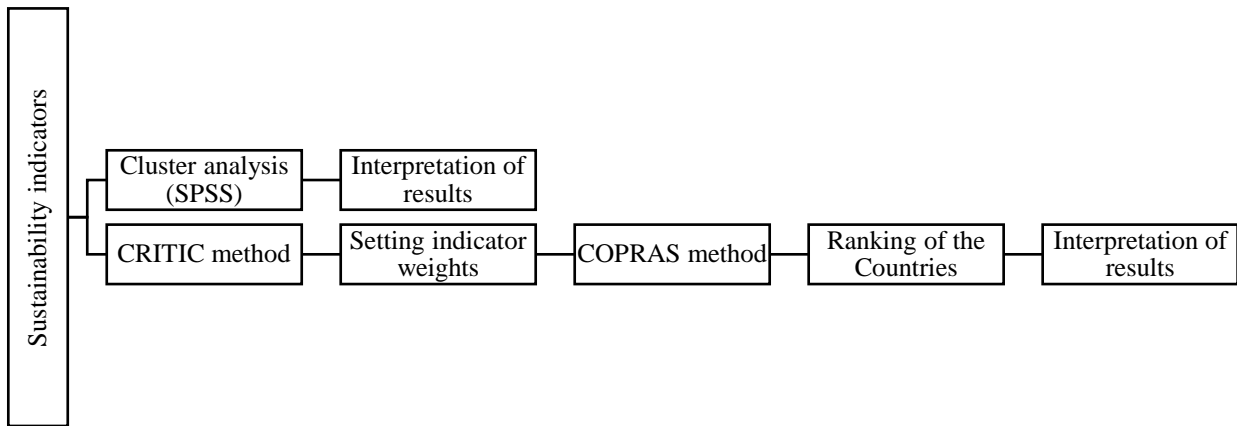 Sustainability indicators
Cluster analysis
(SPSS)
Interpretation of
results
CRITIC method
Setting indicator
weights
COPRAS method
Ranking of the
Countries
Interpretation of
results